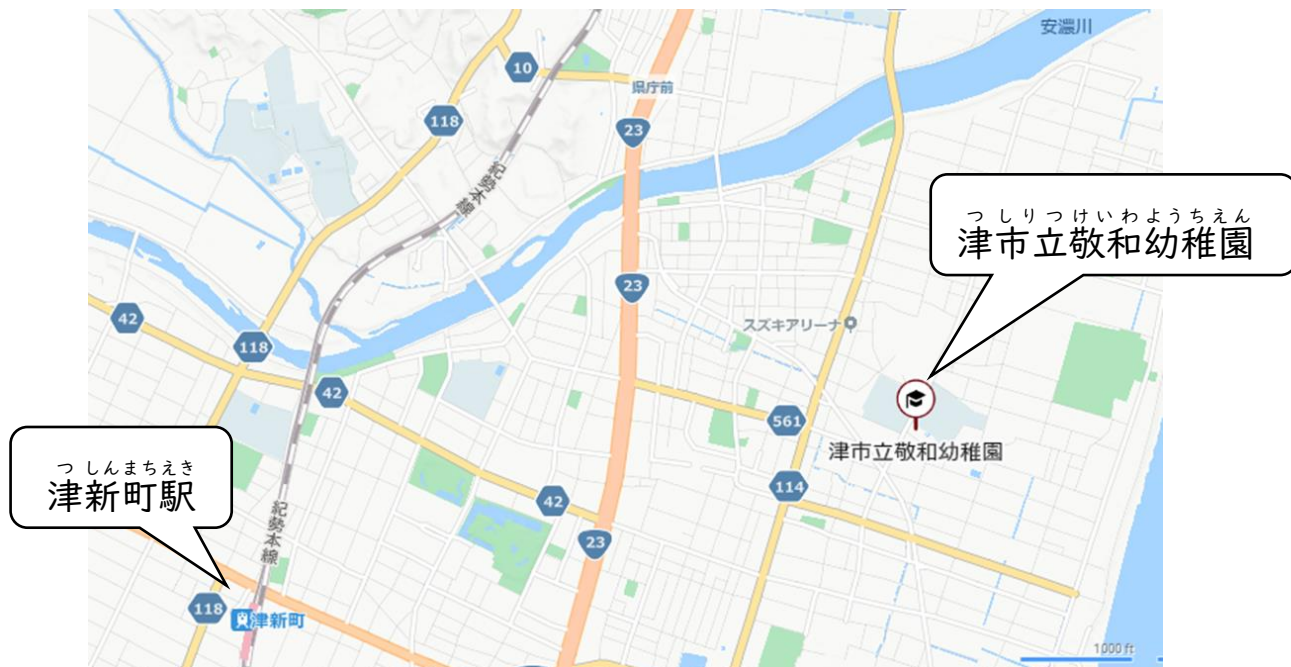 安濃川
10
県庁前
118
23
紀勢本線
つしりつけいわようちえん
津市立敬和幼稚園
23
42
スズキアリーナ
118
42
561
津市立敬和幼稚園
つしんまちえき
津新町駅
114
42
紀勢本線
23
118
津新町
1000 ft